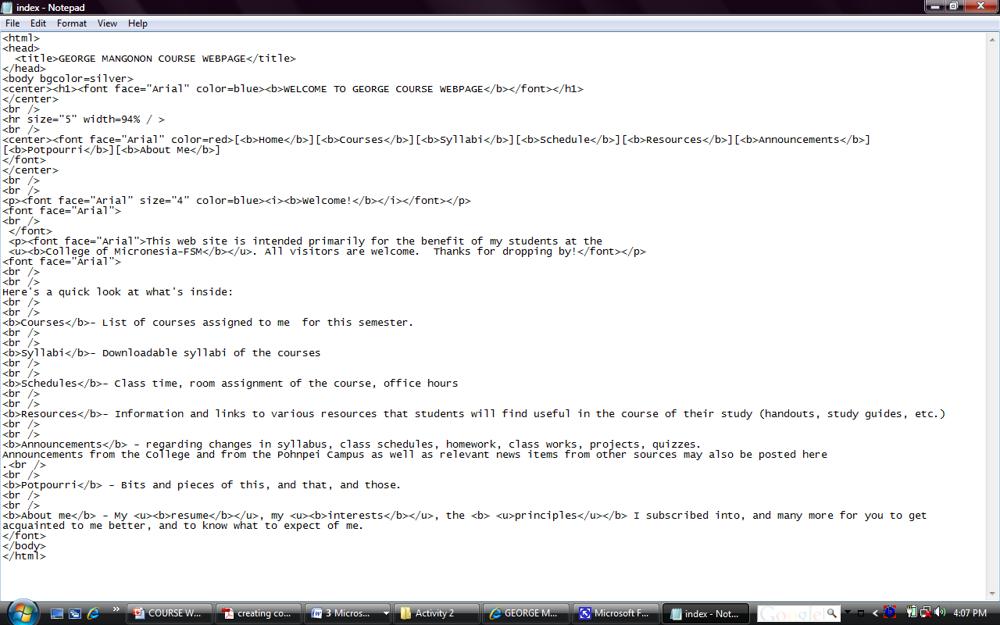 index - Notepad
File Edit Format View Help
<html>
<head>
  <title>GEORGE MANGONON COURSE WEBPAGE</title>
</head>
<body bgcolor=silver>
<center><h1><font face="Arial" color=blue><b>WELCOME TO GEORGE COURSE WEBPAGE</b></font></h1>
</center>
<br />
<hr size="5" width=94% / >
<br />
<center><font face="Arial" color=red>[<b>Home</b>][<b>Courses</b>][<b>Syllabi</b>][<b>Schedule</b>][<b>Resources</b>][<b>Announcements</b>]
[<b>Potpourri</b>][<b>About Me</b>]
</font>
</center>
<br />
<br />
<p><font face="Arial" size="4" color=blue><i><b>Welcome!</b></i></font></p>
<font face="Arial">
<br />
 </font>
 <p><font face="Arial">This web site is intended primarily for the benefit of my students at the
 <u><b>College of Micronesia-FSM</b></u>. All visitors are welcome.  Thanks for dropping by!</font></p>
<font face="Arial">
<br />
<br />
Here's a quick look at what's inside:
<br />
<br />
<b>Courses</b>- List of courses assigned to me  for this semester.
<br />
<br />
<b>Syllabi</b>- Downloadable syllabi of the courses
<br />
<br />
<b>Schedules</b>- Class time, room assignment of the course, office hours
<br />
<br />
<b>Resources</b>- Information and links to various resources that students will find useful in the course of their study (handouts, study guides, etc.)
<br />
<br />
<b>Announcements</b> - regarding changes in syllabus, class schedules, homework, class works, projects, quizzes.
Announcements from the College and from the Pohnpei Campus as well as relevant news items from other sources may also be posted here
.<br />
<br />
<b>Potpourri</b> - Bits and pieces of this, and that, and those.
<br />
<br />
<b>About me</b> - My <u><b>resume</b></u>, my <u><b>interests</b></u>, the <b> <u>principles</u></b> I subscribed into, and many more for you to get
acquainted to me better, and to know what to expect of me.
</font>
</body>
</html>
COURSE W... creating co... 3 Micros... Activity 2 GEORGE M... Microsoft F... index - Not... Google 4:07 PM